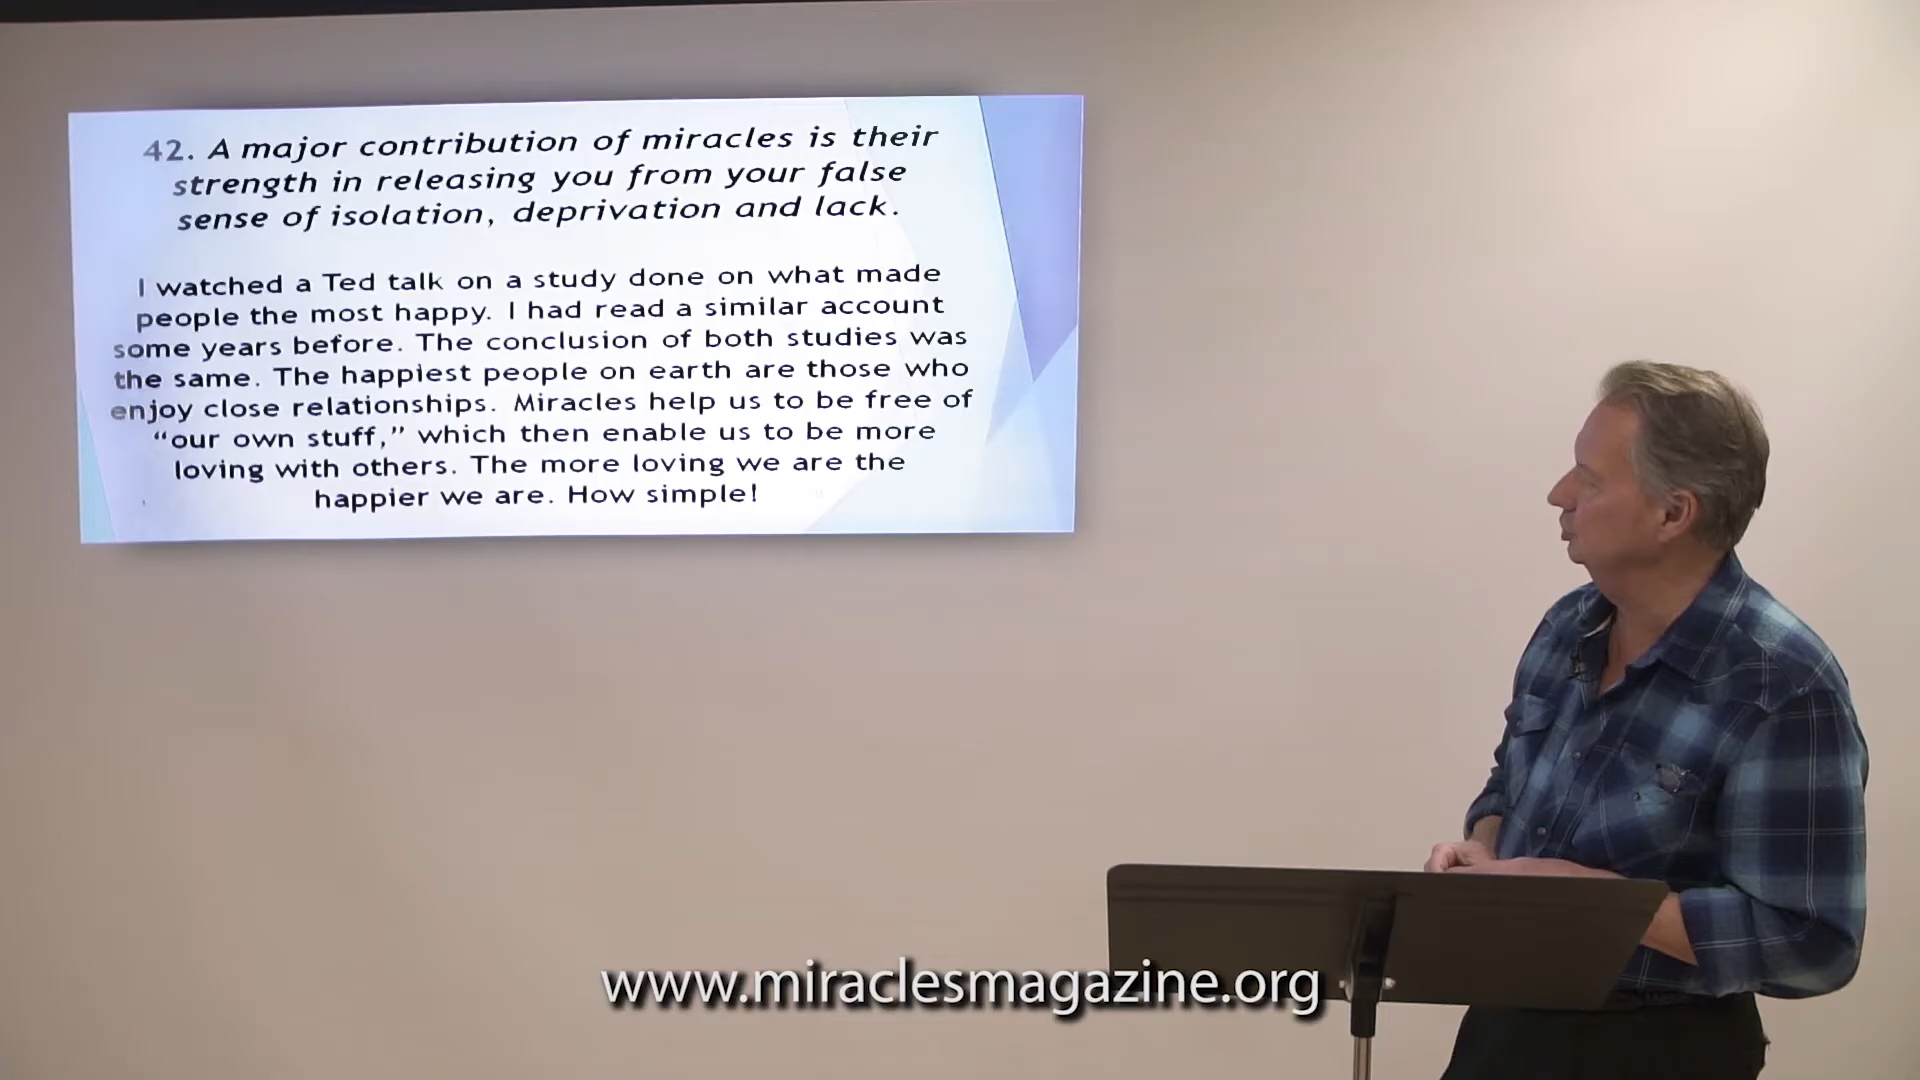 42. A major contribution of miracles is their
strength in releasing you from your false
sense of isolation, deprivation and lack.
I watched a Ted talk on a study done on what made
people the most happy. I had read a similar account
some years before. The conclusion of both studies was
the same. The happiest people on earth are those who
enjoy close relationships. Miracles help us to be free of
“our own stuff,” which then enable us to be more
loving with others. The more loving we are the
happier we are. How simple!
www.miraclesmagazine.org